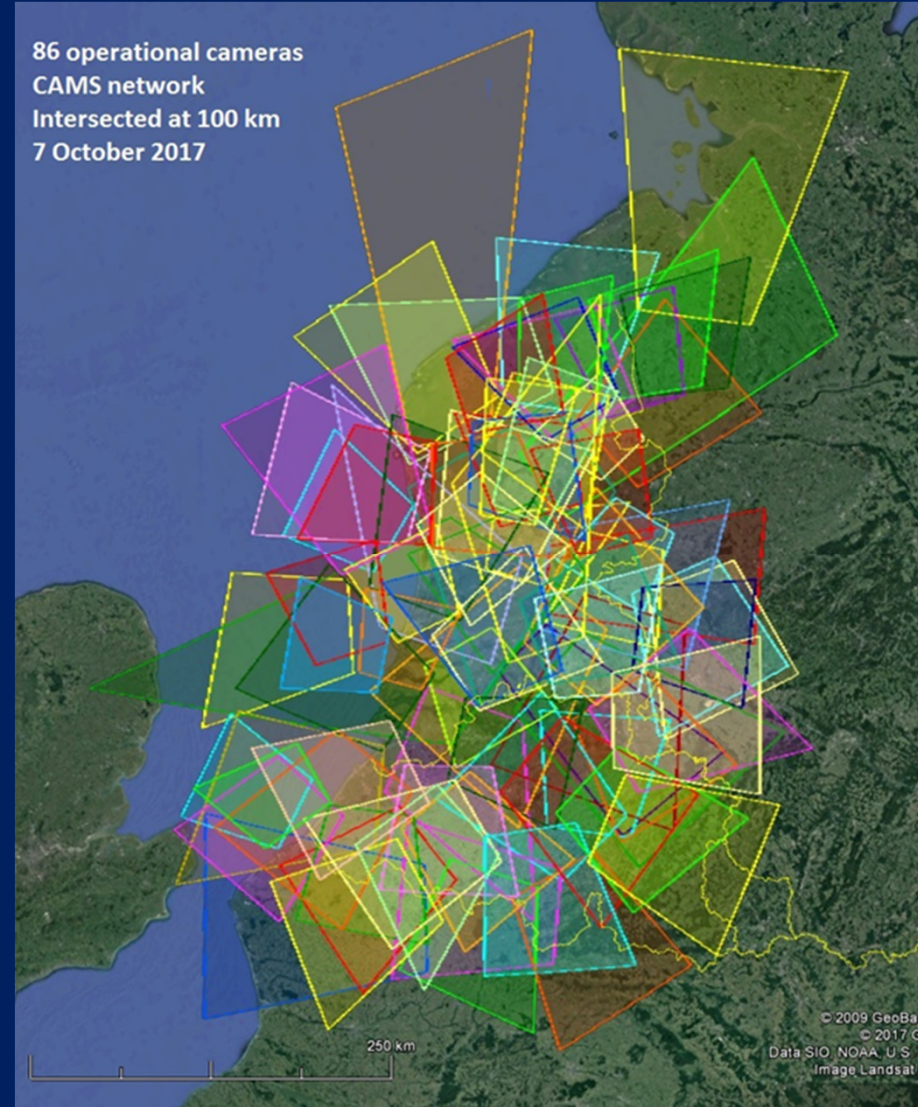 86 operational cameras
CAMS network
Intersected at 100 km
7 October 2017
250 km
© 2009 GeoBa
© 2017 G
Data SIO, NOAA, U.S.
Image Landsat